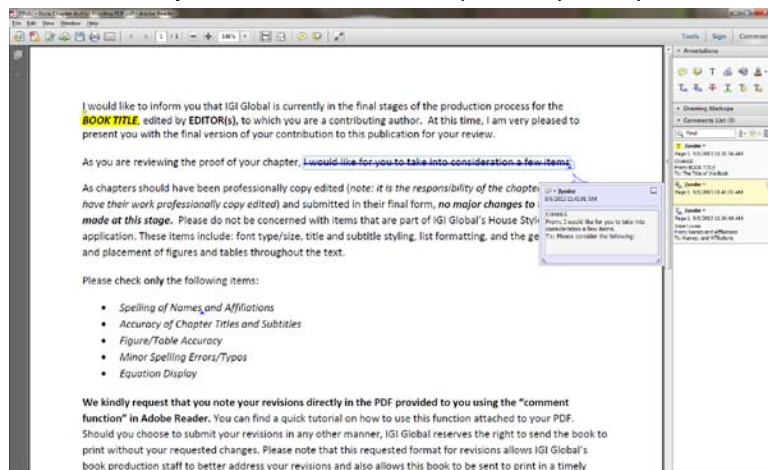 File Edit View Window Help
1 / 1
Tools Sign Comment
Annotations
I would like to inform you that IGI Global is currently in the final stages of the production process for the
BOOK TITLE, edited by EDITOR(s), to which you are a contributing author. At this time, I am very pleased to
present you with the final version of your contribution to this publication for your review.
As you are reviewing the proof of your chapter, I would like for you to take into consideration a few items.
As chapters should have been professionally copy edited (note: it is the responsibility of the chapter
have their work professionally copy edited) and submitted in their final form, no major changes to
made at this stage. Please do not be concerned with items that are part of IGI Global's House Style
application. These items include: font type/size, title and subtitle styling, list formatting, and the ge
and placement of figures and tables throughout the text.
Please check only the following items:
• Spelling of Names and Affiliations
• Accuracy of Chapter Titles and Subtitles
• Figure/Table Accuracy
• Minor Spelling Errors/Typos
• Equation Display
We kindly request that you note your revisions directly in the PDF provided to you using the "comment
function" in Adobe Reader. You can find a quick tutorial on how to use this function attached to your PDF.
Should you choose to submit your revisions in any other manner, IGI Global reserves the right to send the book to
print without your requested changes. Please note that this requested format for revisions allows IGI Global's
book production staff to better address your revisions and also allows this book to be sent to print in a timely
CHANGE
From: I would like for you to take into
consideration a few items.
To: Please consider the following:
Drawing Markups
Comments List (3)
Find
CHANGE
From: BOOK TITLE
To: The Title of the Book
From: Names and Affiliations
To: Names, and Affiliations